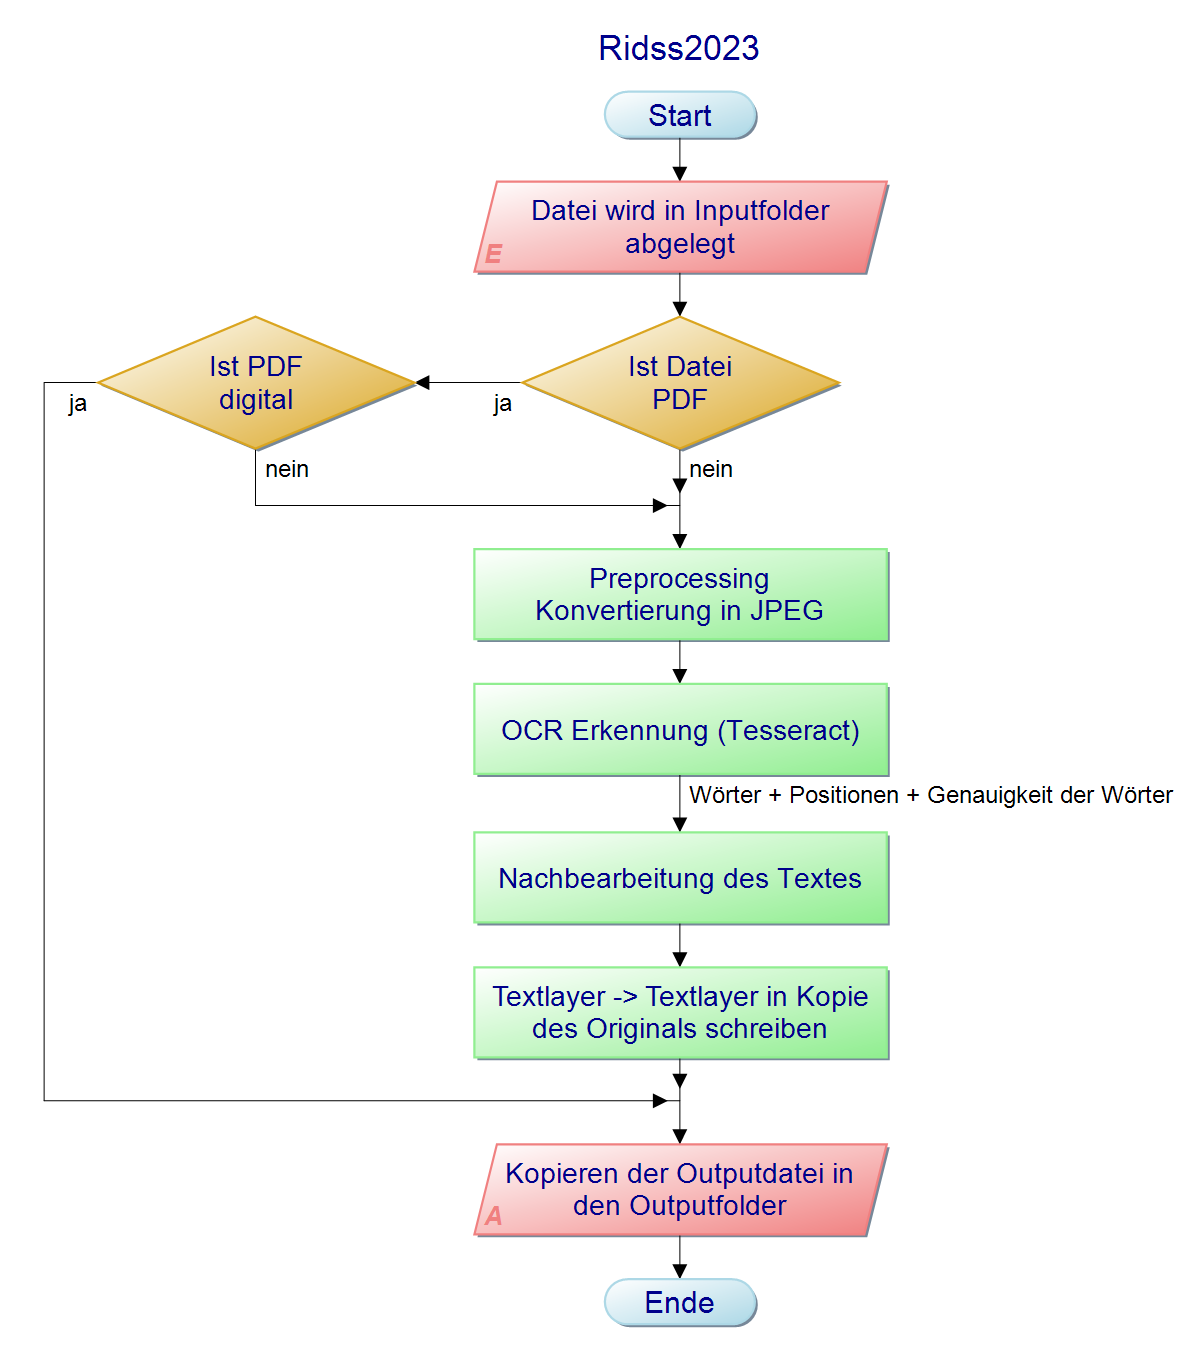 Ridss2023
Start
Datei wird in Inputfolder
abgelegt
E
Ist PDF
digital
Ist Datei
PDF
ja
ja
nein
nein
Preprocessing
Konvertierung in JPEG
OCR Erkennung (Tesseract)
Wörter + Positionen + Genauigkeit der Wörter
Nachbearbeitung des Textes
Textlayer -> Textlayer in Kopie
des Originals schreiben
Kopieren der Outputdatei in
den Outputfolder
A
Ende